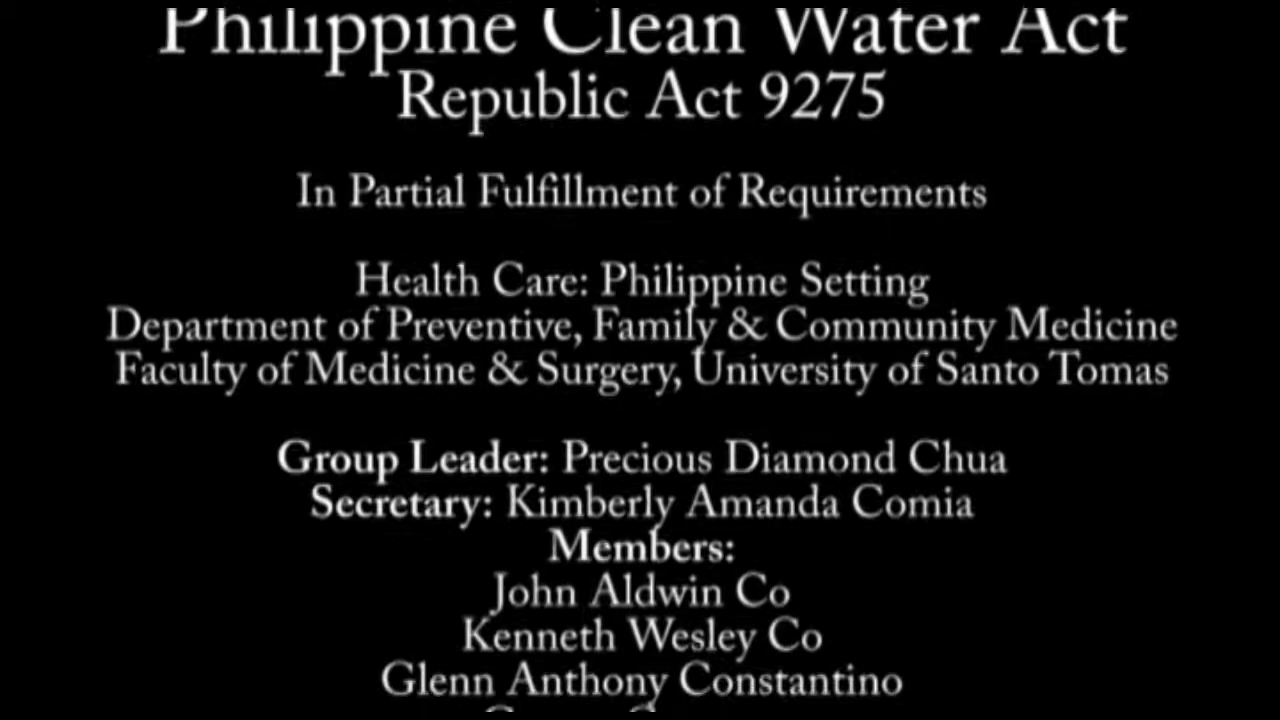 Philippine Clean Water Act
Republic Act 9275
In Partial Fulfillment of Requirements
Health Care: Philippine Setting
Department of Preventive, Family & Community Medicine
Faculty of Medicine & Surgery, University of Santo Tomas
Group Leader: Precious Diamond Chua
Secretary: Kimberly Amanda Comia
Members:
John Aldwin Co
Kenneth Wesley Co
Glenn Anthony Constantino